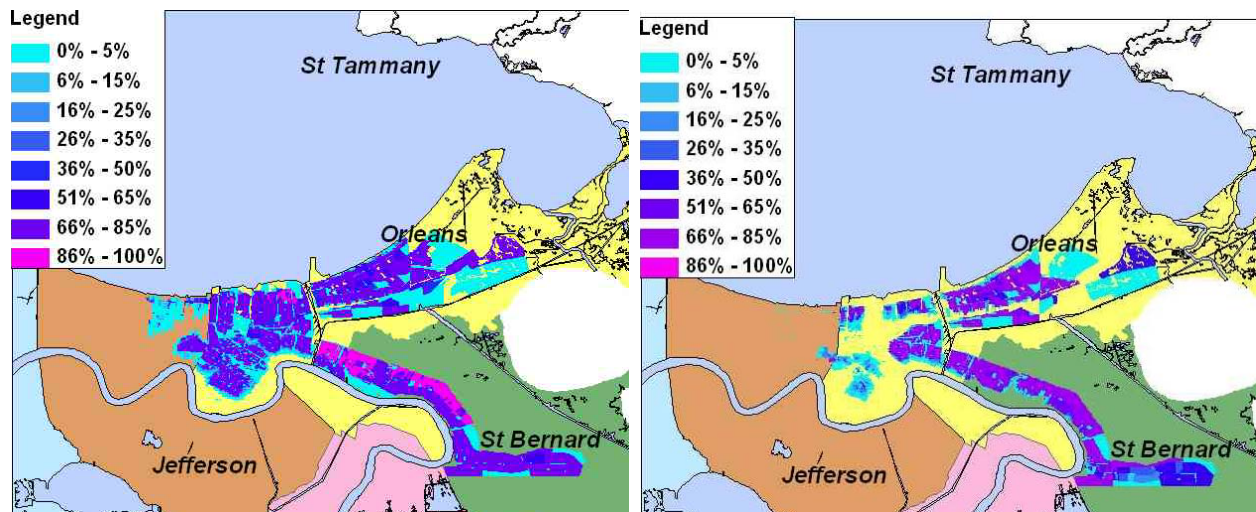 Legend
0% - 5%
6% - 15%
16% - 25%
26% - 35%
36% - 50%
51% - 65%
66% - 85%
86% - 100%
St Tammany
Orleans
St Bernard
Jefferson
Legend
0% - 5%
6% - 15%
16% - 25%
26% - 35%
36% - 50%
51% - 65%
66% - 85%
86% - 100%
St Tammany
Orleans
St Bernard
Jefferson